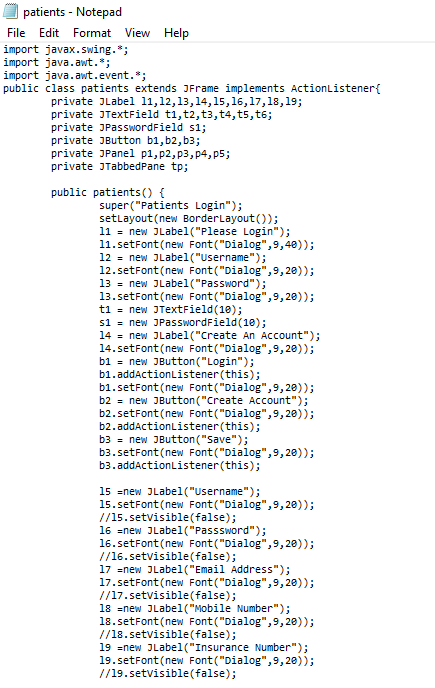 patients - Notepad
File Edit Format View Help
import javax.swing.*;
import java.awt.*;
import java.awt.event.*;
public class patients extends JFrame implements ActionListener{
private JLabel l1,l2,l3,l4,l5,l6,l7,l8,l9;
private JTextField t1,t2,t3,t4,t5,t6;
private JPasswordField s1;
private JButton b1,b2,b3;
private JPanel p1,p2,p3,p4,p5;
private JTabbedPane tp;
public patients() {
super("Patients Login");
setLayout(new BorderLayout());
l1 = new JLabel("Please Login");
l1.setFont(new Font("Dialog",9,40));
l2 = new JLabel("Username");
l2.setFont(new Font("Dialog",9,20));
l3 = new JLabel("Password");
l3.setFont(new Font("Dialog",9,20));
t1 = new JTextField(10);
s1 = new JPasswordField(10);
l4 = new JLabel("Create An Account");
l4.setFont(new Font("Dialog",9,20));
b1 = new JButton("Login");
b1.addActionListener(this);
b1.setFont(new Font("Dialog",9,20));
b2 = new JButton("Create Account");
b2.setFont(new Font("Dialog",9,20));
b2.addActionListener(this);
b3 = new JButton("Save");
b3.setFont(new Font("Dialog",9,20));
b3.addActionListener(this);
l5 =new JLabel("Username");
l5.setFont(new Font("Dialog",9,20));
//l5.setVisible(false);
l6 =new JLabel("Passsword");
l6.setFont(new Font("Dialog",9,20));
//l6.setVisible(false);
l7 =new JLabel("Email Address");
l7.setFont(new Font("Dialog",9,20));
//l7.setVisible(false);
l8 =new JLabel("Mobile Number");
l8.setFont(new Font("Dialog",9,20));
//l8.setVisible(false);
l9 =new JLabel("Insurance Number");
l9.setFont(new Font("Dialog",9,20));
//l9.setVisible(false);